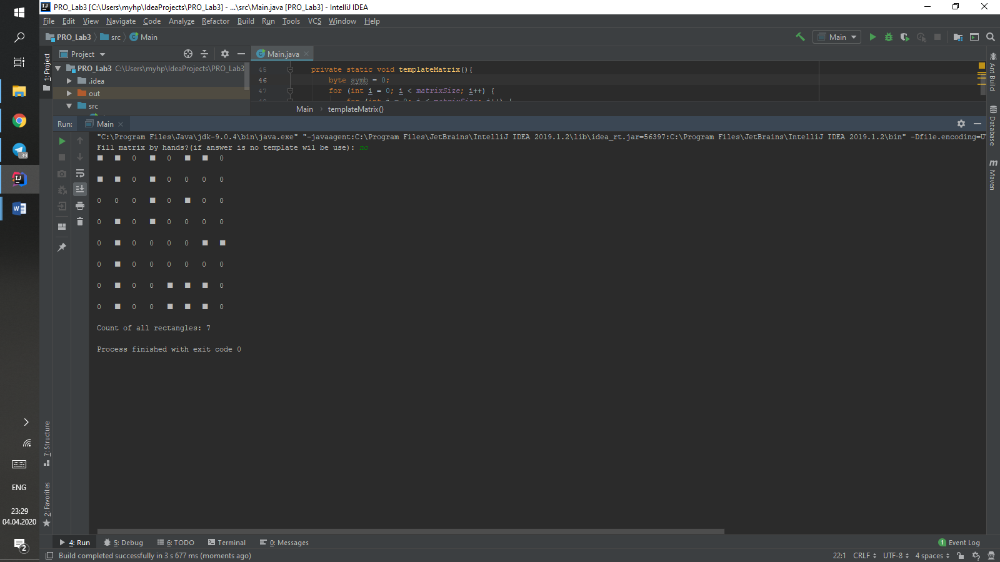 PRO_Lab3 [C:\Users\myhp\IdeaProjects\PRO_Lab3] - ...\src\Main.java [PRO_Lab3] - IntelliJ IDEA
File Edit View Navigate Code Analyze Refactor Build Run Tools VCS Window Help
PRO_Lab3 src Main
Main
Project
Main.java
1: Project
PRO_Lab3 C:\Users\myhp\IdeaProjects\PRO_Lab3
.idea
out
src
45 private static void templateMatrix(){
46 byte symb = 0;
47 for (int i = 0; i < matrixSize; i++) {
for (int j = 0; j < matrixSize; j++) {
Main templateMatrix()
Ant Build
Database
Maven
Run: Main
"C:\Program Files\Java\jdk-9.0.4\bin\java.exe" "-javaagent:C:\Program Files\JetBrains\IntelliJ IDEA 2019.1.2\lib\idea_rt.jar=56397:C:\Program Files\JetBrains\IntelliJ IDEA 2019.1.2\bin" -Dfile.encoding=U
Fill matrix by hands?(if answer is no template wil be use): no
■ ■ 0 ■ 0 ■ ■ 0
■ ■ 0 ■ 0 0 0 0
0 0 0 ■ 0 ■ 0 0
0 ■ 0 ■ 0 0 0 0
0 ■ 0 0 0 0 ■ ■
0 ■ 0 0 0 0 0 0
0 ■ 0 0 ■ ■ ■ 0
0 ■ 0 0 ■ ■ ■ 0
Count of all rectangles: 7
Process finished with exit code 0
39
7: Structure
2: Favorites
ENG
23:29
04.04.2020
2
4: Run 5: Debug 6: TODO Terminal 0: Messages
1 Event Log
Build completed successfully in 3 s 677 ms (moments ago)
22:1 CRLF UTF-8 4 spaces